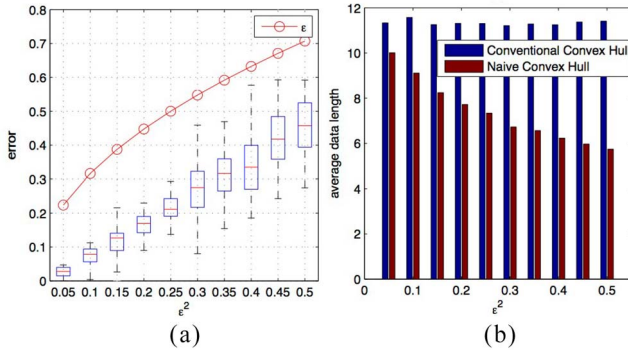 0.8
0.7
0.6
0.5
0.4
0.3
0.2
0.1
0
error
0.05 0.1 0.15 0.2 0.25 0.3 0.35 0.4 0.45 0.5
ε²
ε
(a)
12
10
8
6
4
2
0
average data length
Conventional Convex Hull
Naive Convex Hull
0 0.1 0.2 0.3 0.4 0.5
ε²
(b)